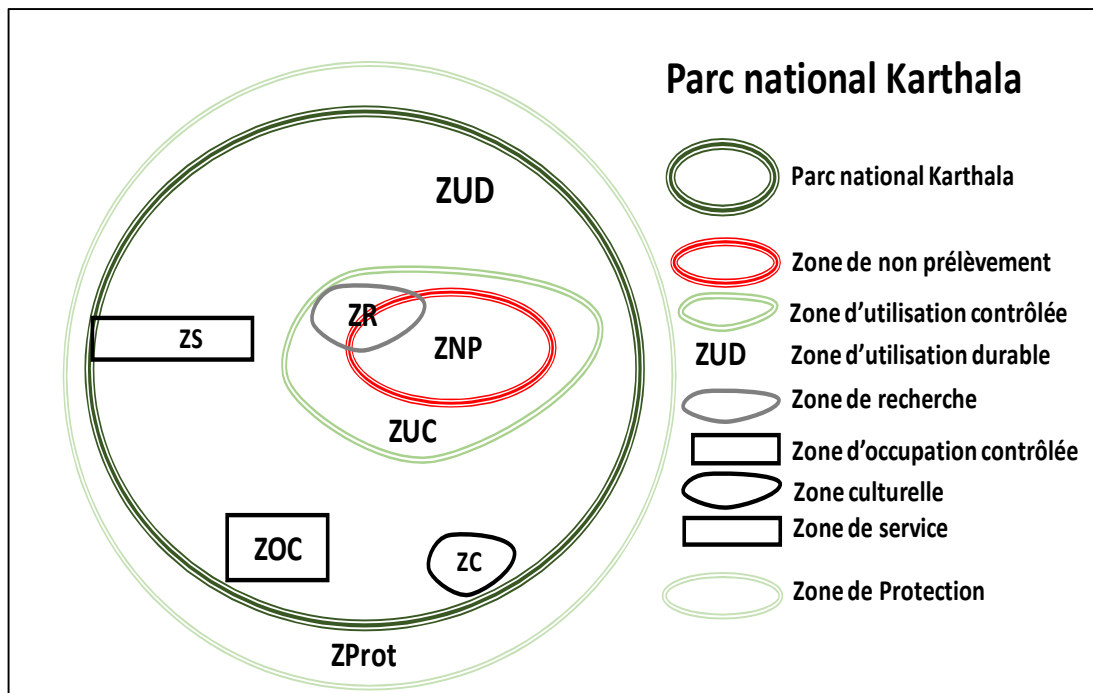 Parc national Karthala
ZUD
ZR
ZNP
ZS
ZUC
ZOC
ZC
ZProt
Parc national Karthala
Zone de non prélèvement
Zone d’utilisation contrôlée
ZUD Zone d’utilisation durable
Zone de recherche
Zone d’occupation contrôlée
Zone culturelle
Zone de service
Zone de Protection